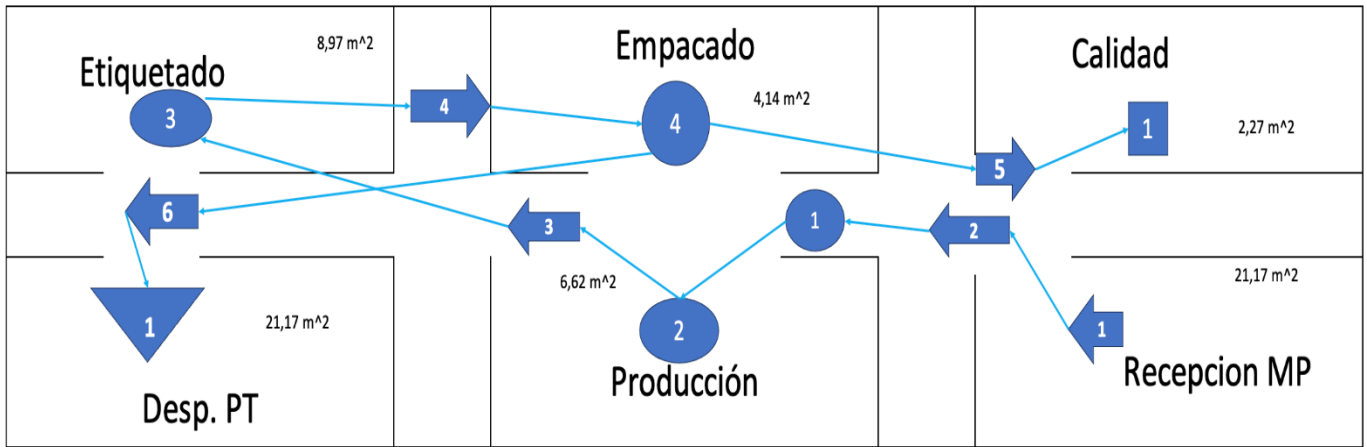 Etiquetado
8,97 m^2
3
4
Empacado
4
4,14 m^2
Calidad
1
2,27 m^2
5
6
3
1
2
1
21,17 m^2
Desp. PT
6,62 m^2
2
Producción
21,17 m^2
1
Recepcion MP